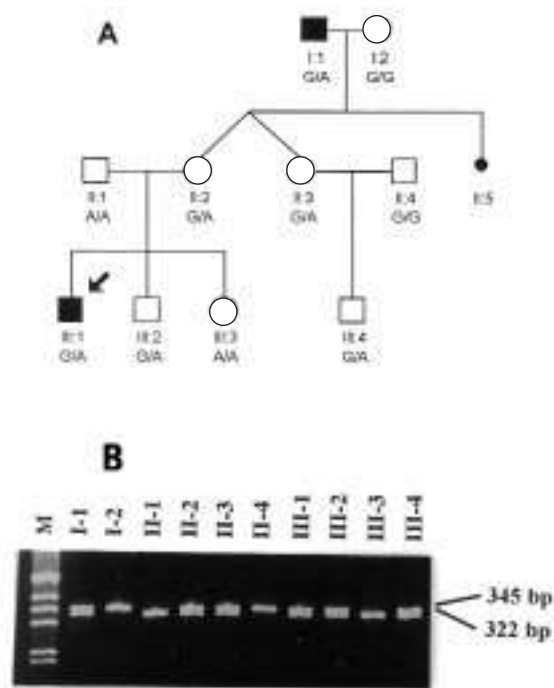 A
I:1 I:2
G/A G/G
II:1 II:2 II:3 II:4 II:5
A/A G/A G/A G/G
III:1 III:2 III:3 III:4
G/A G/A A/A G/A
B
M I-1 I-2 II-1 II-2 II-3 II-4 III-1 III-2 III-3 III-4
345 bp
322 bp